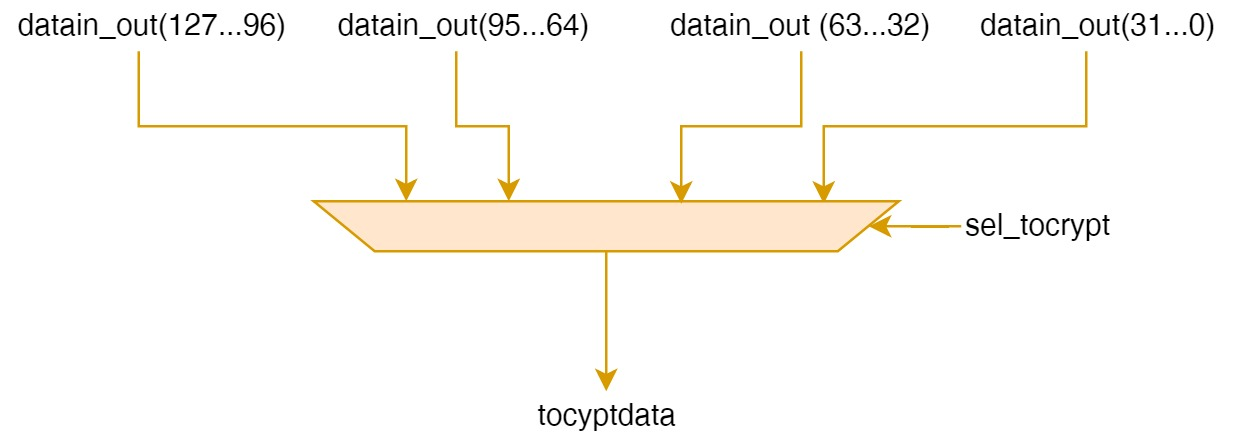 datain_out(127...96) datain_out(95...64) datain_out (63...32) datain_out(31...0)
sel_tocrypt
tocyptdata